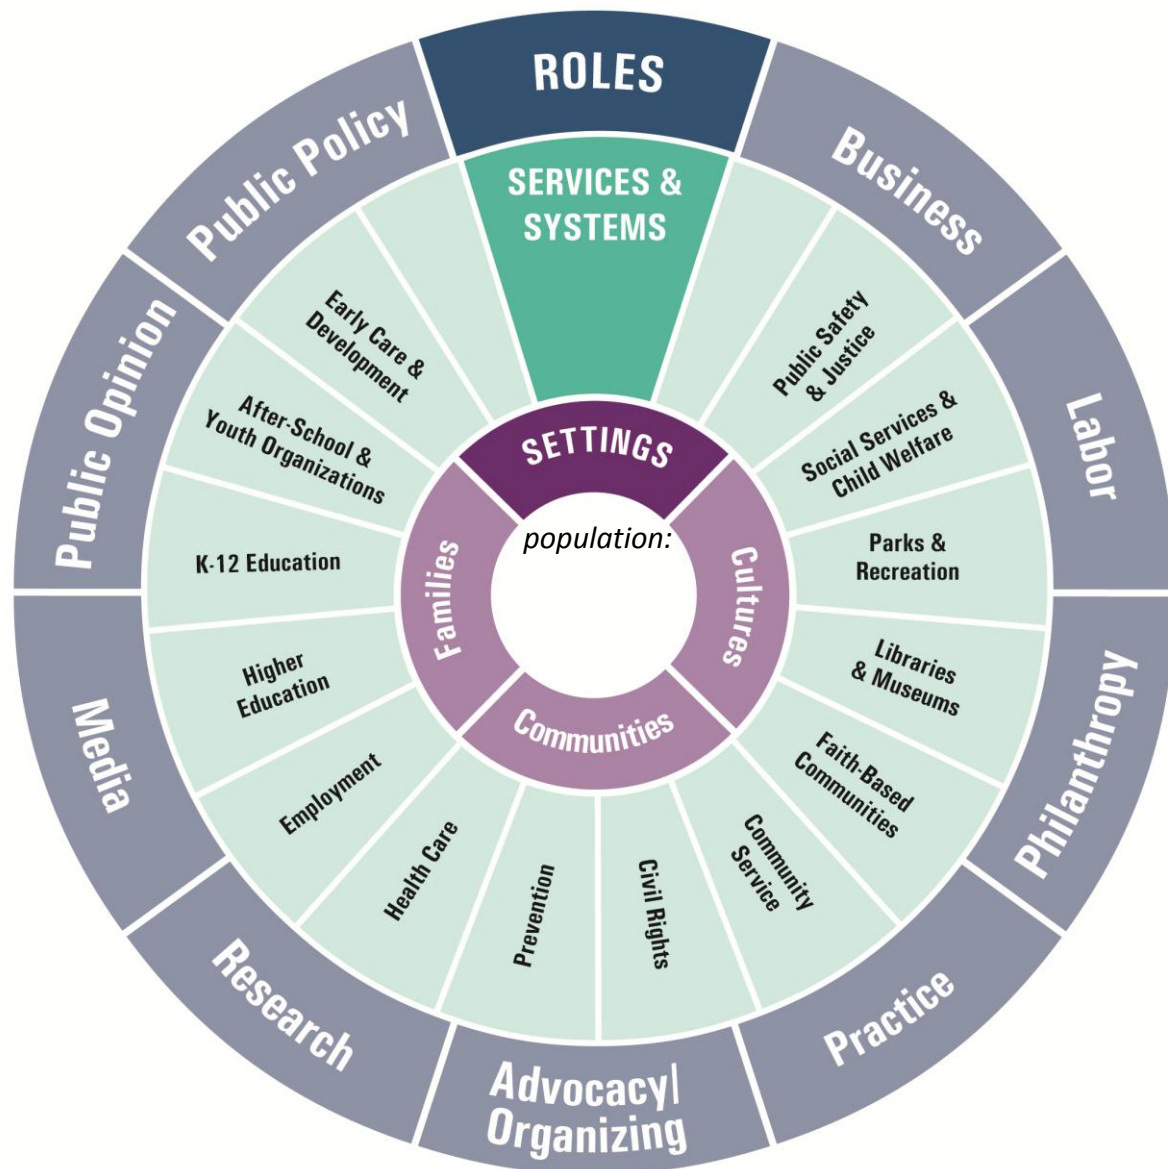 ROLES
Business
Labor
Philanthropy
Practice
Advocacy/
Organizing
Research
Media
Public Opinion
Public Policy
SERVICES &
SYSTEMS
Public Safety
& Justice
Social Services &
Child Welfare
Parks &
Recreation
Libraries
& Museums
Faith-Based
Communities
Community
Service
Civil Rights
Prevention
Health Care
Employment
Higher
Education
K-12 Education
After-School &
Youth Organizations
Early Care &
Development
SETTINGS
Cultures
Communities
Families
population: